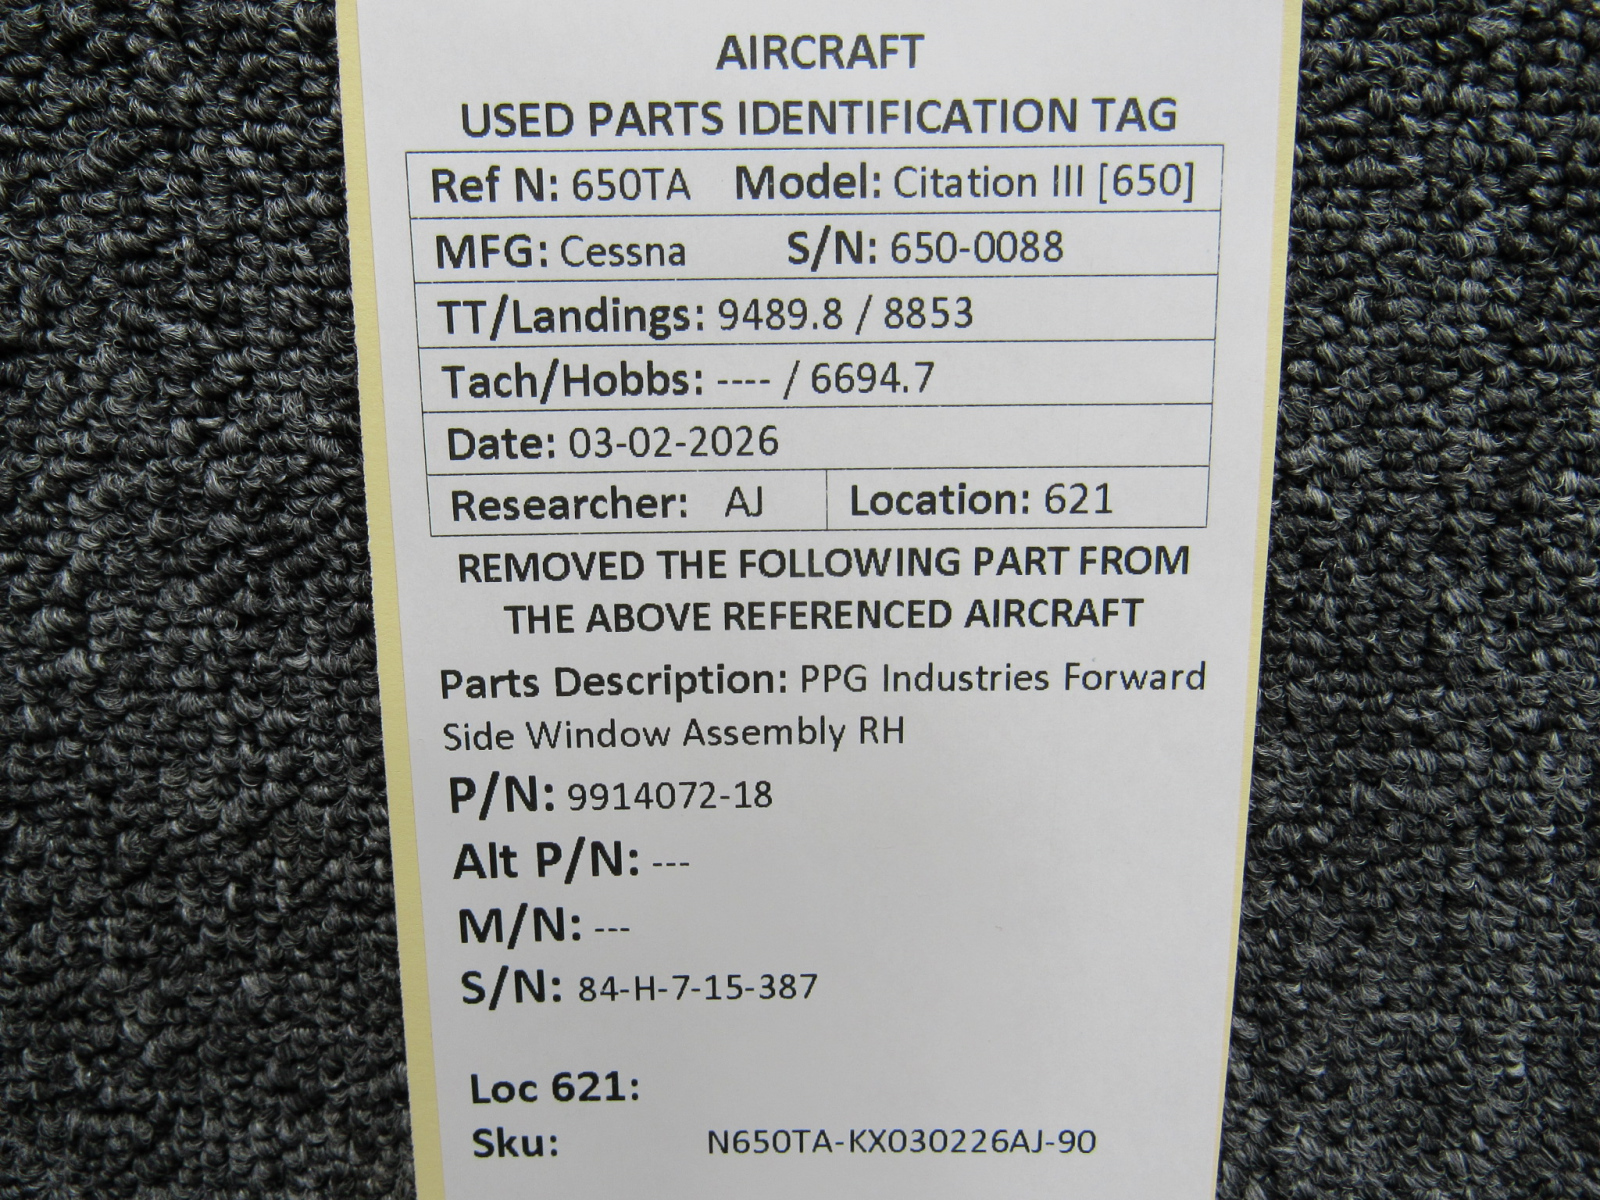 AIRCRAFT
USED PARTS IDENTIFICATION TAG
Ref N: 650TA Model: Citation III [650]
MFG: Cessna S/N: 650-0088
TT/Landings: 9489.8 / 8853
Tach/Hobbs: ---- / 6694.7
Date: 03-02-2026
Researcher: AJ Location: 621
REMOVED THE FOLLOWING PART FROM
THE ABOVE REFERENCED AIRCRAFT
Parts Description: PPG Industries Forward
Side Window Assembly RH
P/N: 9914072-18
Alt P/N: ---
M/N: ---
S/N: 84-H-7-15-387
Loc 621:
Sku: N650TA-KX030226AJ-90